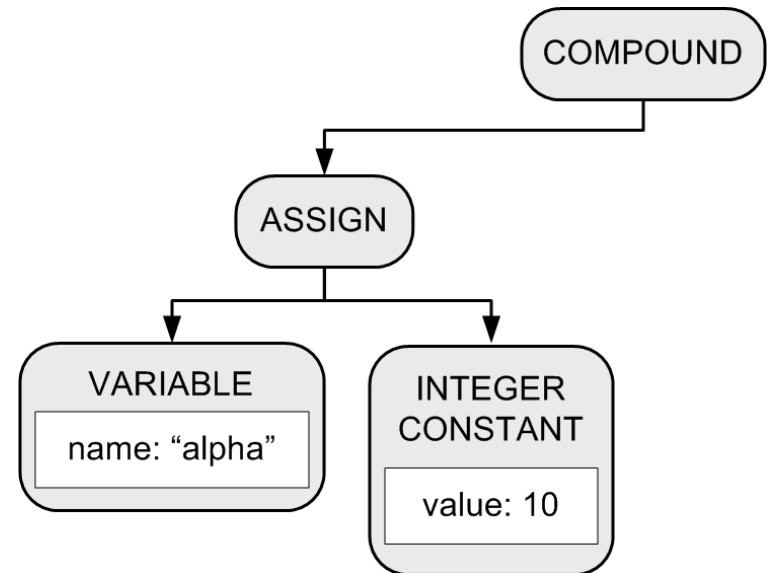 COMPOUND
ASSIGN
VARIABLE
name: “alpha”
INTEGER
CONSTANT
value: 10